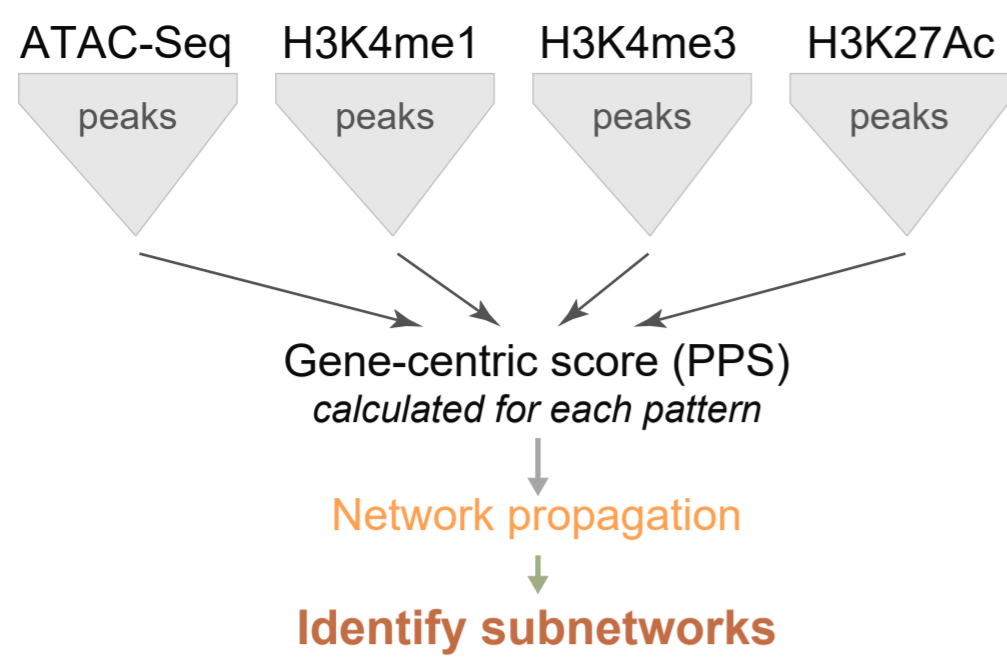 ATAC-Seq H3K4me1 H3K4me3 H3K27Ac
peaks peaks peaks peaks
Gene-centric score (PPS)
calculated for each pattern
Network propagation
Identify subnetworks